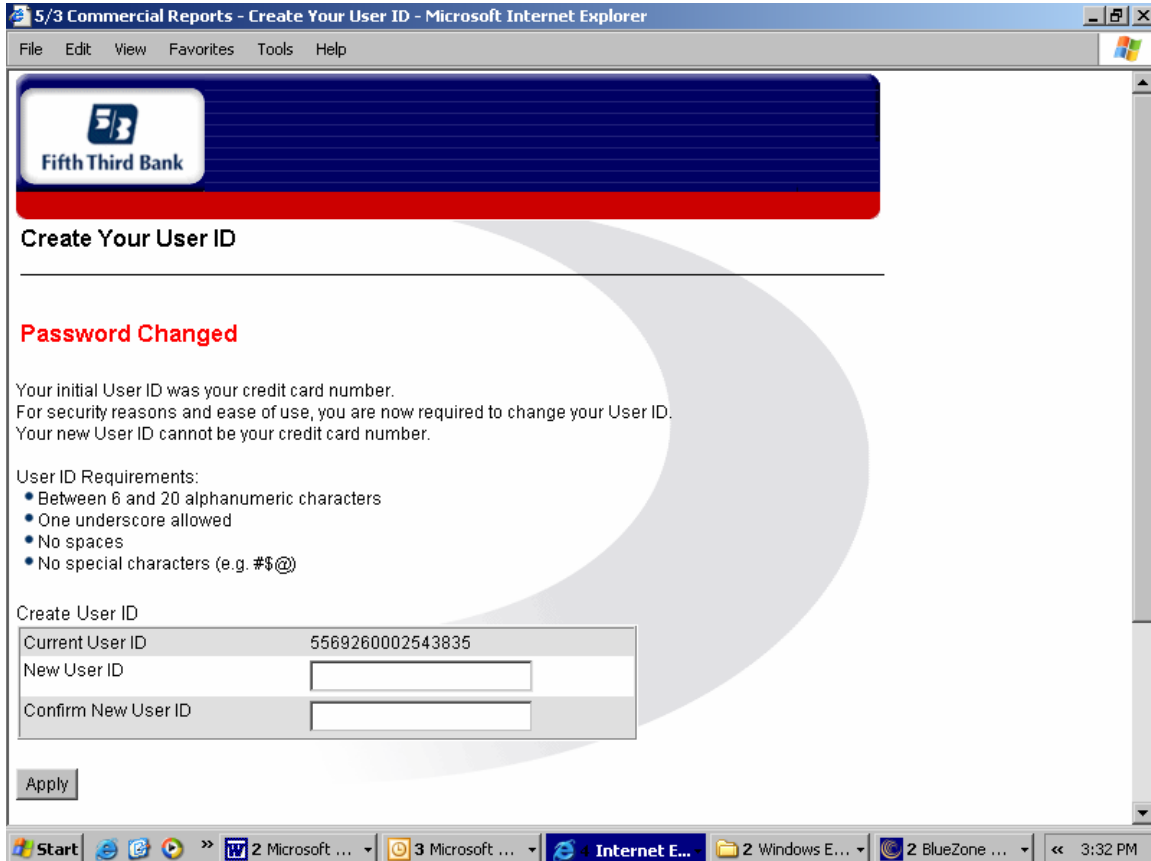 5/3 Commercial Reports - Create Your User ID - Microsoft Internet Explorer
File Edit View Favorites Tools Help
5/3
Fifth Third Bank
Create Your User ID
Password Changed
Your initial User ID was your credit card number.
For security reasons and ease of use, you are now required to change your User ID.
Your new User ID cannot be your credit card number.
User ID Requirements:
Between 6 and 20 alphanumeric characters
One underscore allowed
No spaces
No special characters (e.g. #$@)
Create User ID
Current User ID 5569260002543835
New User ID
Confirm New User ID
Apply
Start » 2 Microsoft ... 3 Microsoft ... 4 Internet E... 2 Windows E... 2 BlueZone ... « 3:32 PM